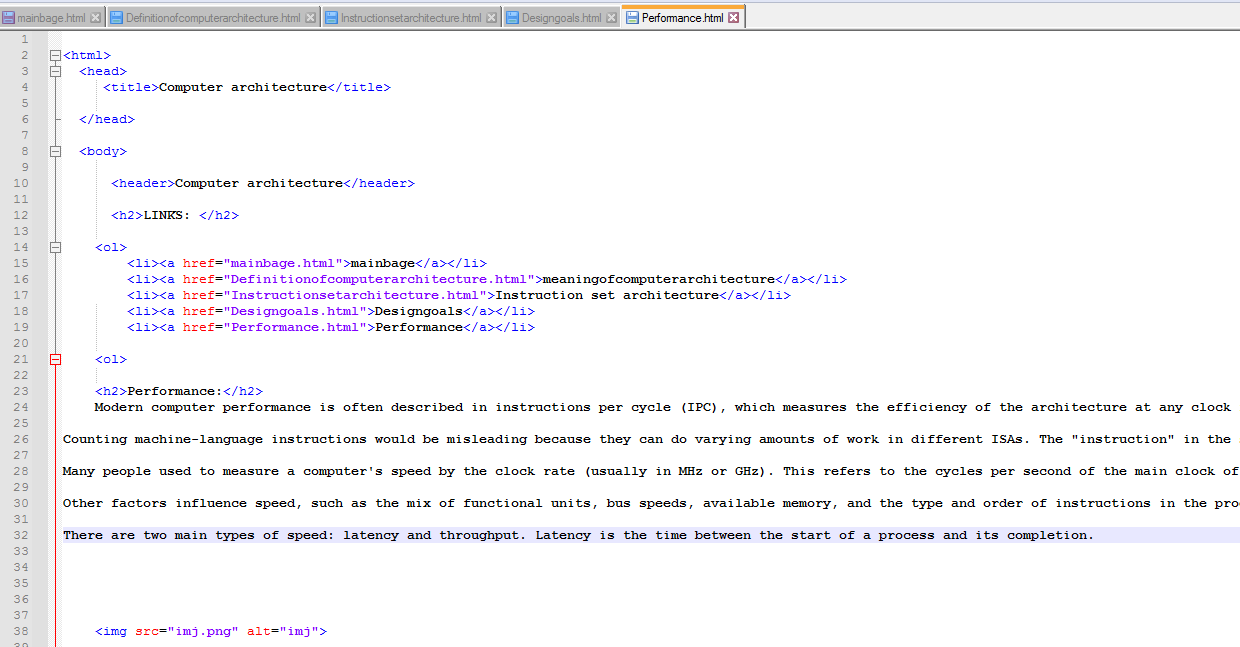 mainbage.html Definitionofcomputerarchitecture.html Instructionsetarchitecture.html Designgoals.html Performance.html
1
2 <html>
3 <head>
4 <title>Computer architecture</title>
5
6 </head>
7
8 <body>
9
10 <header>Computer architecture</header>
11
12 <h2>LINKS: </h2>
13
14 <ol>
15 <li><a href="mainbage.html">mainbage</a></li>
16 <li><a href="Definitionofcomputerarchitecture.html">meaningofcomputerarchitecture</a></li>
17 <li><a href="Instructionsetarchitecture.html">Instruction set architecture</a></li>
18 <li><a href="Designgoals.html">Designgoals</a></li>
19 <li><a href="Performance.html">Performance</a></li>
20
21 <ol>
22
23 <h2>Performance:</h2>
24 Modern computer performance is often described in instructions per cycle (IPC), which measures the efficiency of the architecture at any clock
25
26 Counting machine-language instructions would be misleading because they can do varying amounts of work in different ISAs. The "instruction" in the
27
28 Many people used to measure a computer's speed by the clock rate (usually in MHz or GHz). This refers to the cycles per second of the main clock of
29
30 Other factors influence speed, such as the mix of functional units, bus speeds, available memory, and the type and order of instructions in the pro
31
32 There are two main types of speed: latency and throughput. Latency is the time between the start of a process and its completion.
33
34
35
36
37
38 <img src="imj.png" alt="imj">
39